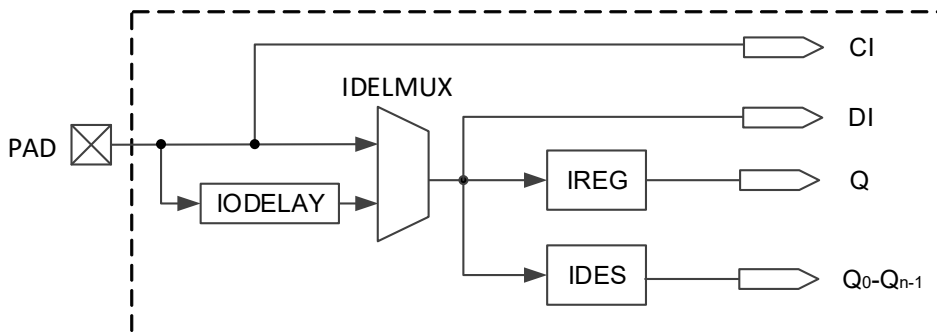 CI
IDELMUX
DI
PAD
IREG
Q
IODELAY
IDES
Q0-Qn-1